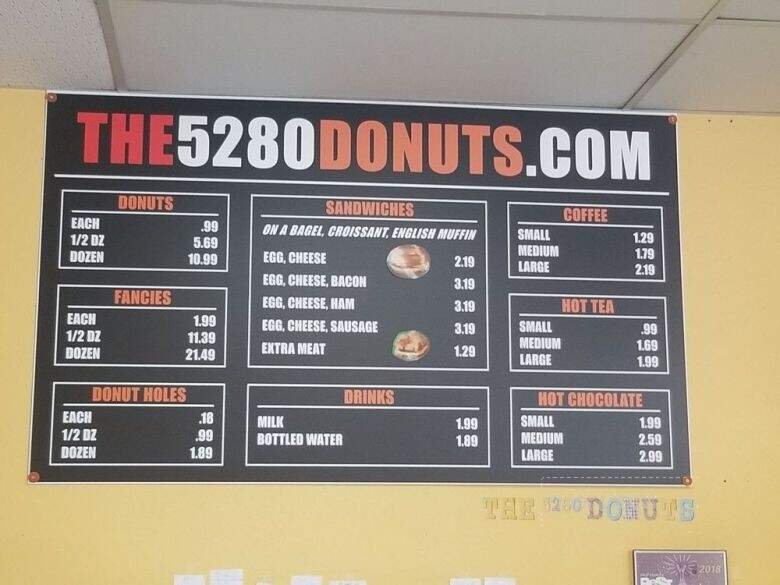 THE5280DONUTS.COM
DONUTS
EACH .99
1/2 DZ 5.69
DOZEN 10.99
FANCIES
EACH 1.99
1/2 DZ 11.39
DOZEN 21.49
DONUT HOLES
EACH .18
1/2 DZ .99
DOZEN 1.89
SANDWICHES
ON A BAGEL, CROISSANT, ENGLISH MUFFIN
EGG, CHEESE 2.19
EGG, CHEESE, BACON 3.19
EGG, CHEESE, HAM 3.19
EGG, CHEESE, SAUSAGE 3.19
EXTRA MEAT 1.29
DRINKS
MILK 1.99
BOTTLED WATER 1.89
COFFEE
SMALL 1.29
MEDIUM 1.79
LARGE 2.19
HOT TEA
SMALL .99
MEDIUM 1.69
LARGE 1.99
HOT CHOCOLATE
SMALL 1.99
MEDIUM 2.59
LARGE 2.99
THE 5280 DONUTS
2018